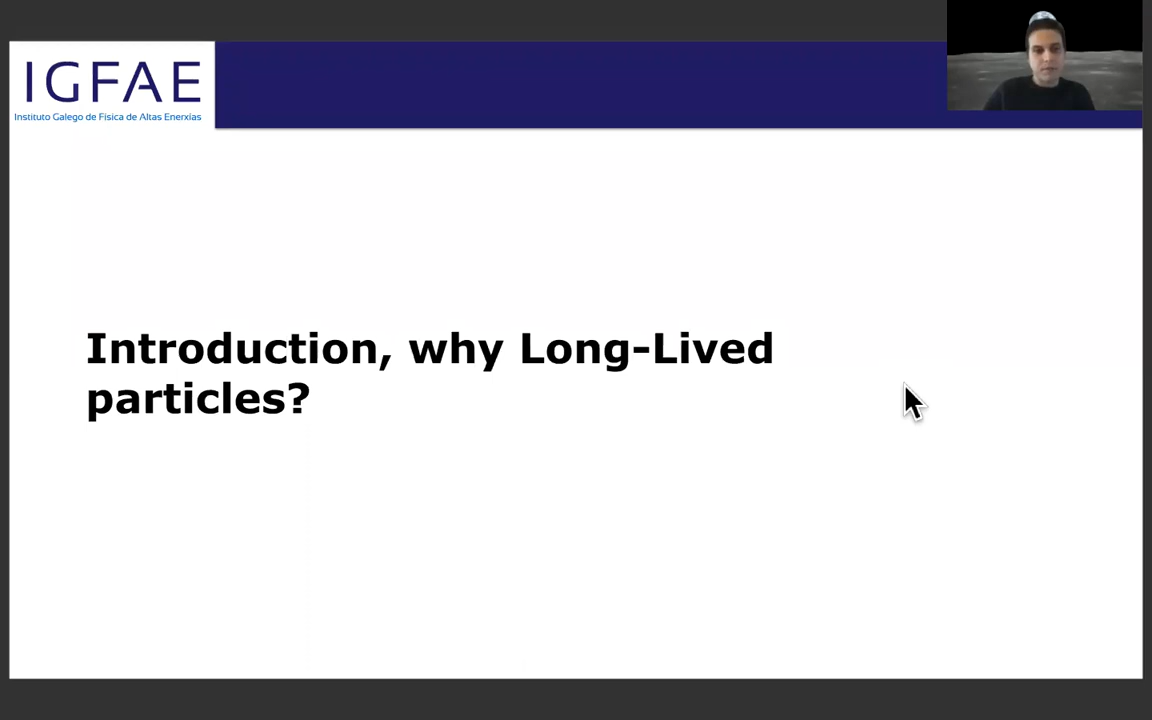 IGFAE
Instituto Galego de Física de Altas Enerxías
Introduction, why Long-Lived
particles?